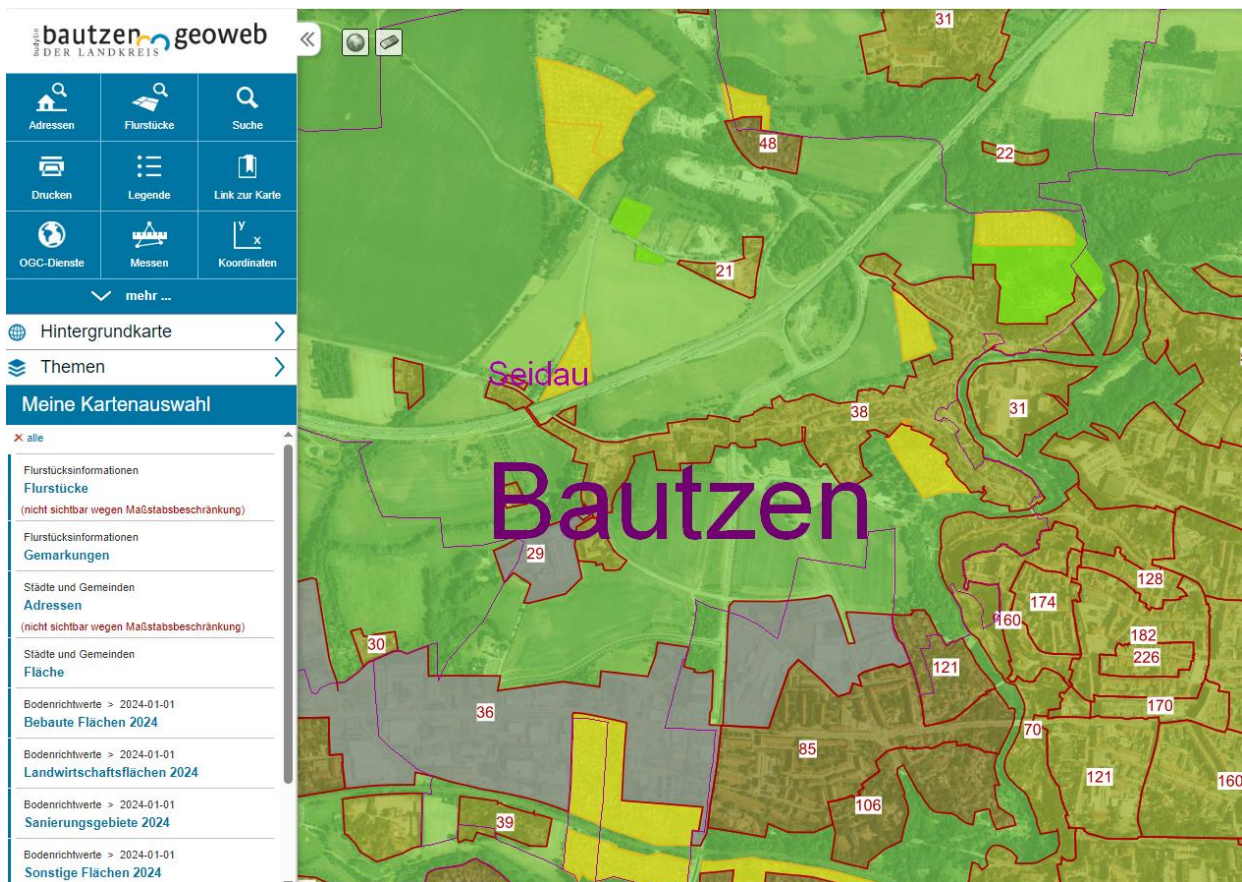 budyšin
bautzen geoweb
DER LANDKREIS
Adressen
Flurstücke
Suche
Drucken
Legende
Link zur Karte
OGC-Dienste
Messen
Koordinaten
mehr ...
Hintergrundkarte
Themen
Meine Kartenauswahl
alle
Flurstücksinformationen
Flurstücke
(nicht sichtbar wegen Maßstabsbeschränkung)
Flurstücksinformationen
Gemarkungen
Städte und Gemeinden
Adressen
(nicht sichtbar wegen Maßstabsbeschränkung)
Städte und Gemeinden
Fläche
Bodenrichtwerte > 2024-01-01
Bebaute Flächen 2024
Bodenrichtwerte > 2024-01-01
Landwirtschaftsflächen 2024
Bodenrichtwerte > 2024-01-01
Sanierungsgebiete 2024
Bodenrichtwerte > 2024-01-01
Sonstige Flächen 2024
31
48
22
21
Seidau
38
31
Bautzen
29
128
174
160
182
226
30
121
170
36
70
85
121
160
106
39